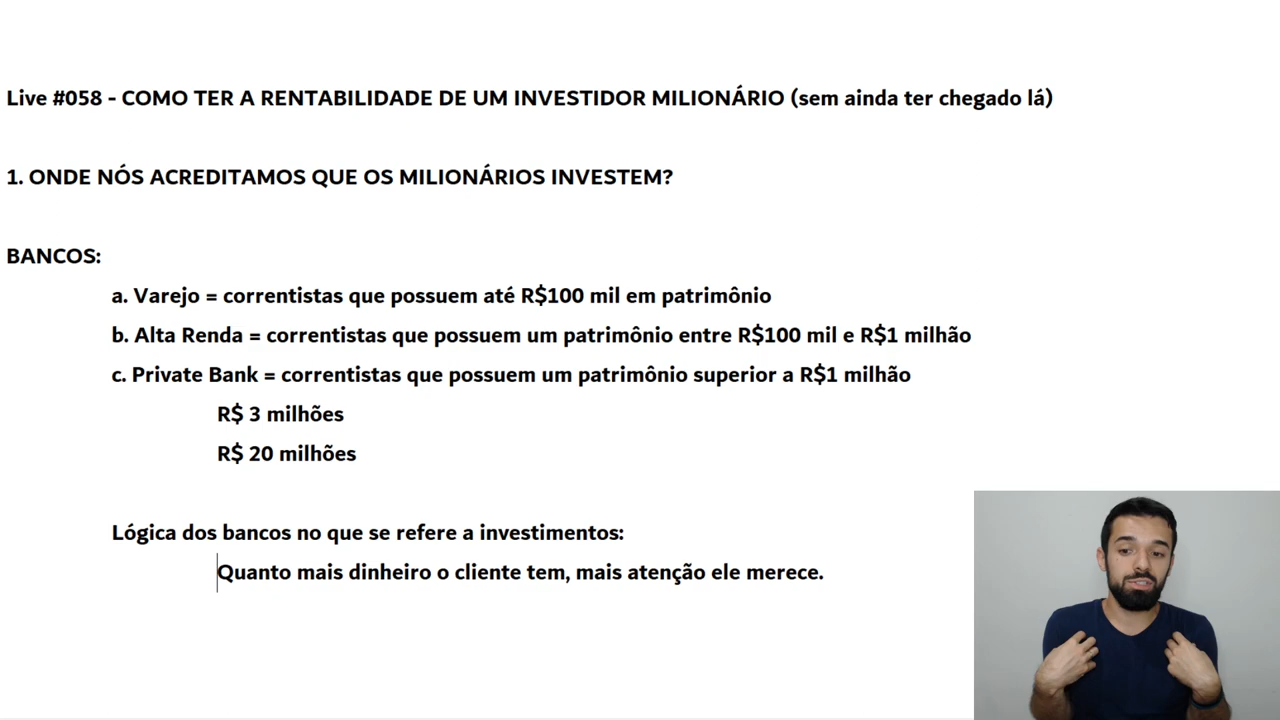 Live #058 - COMO TER A RENTABILIDADE DE UM INVESTIDOR MILIONÁRIO (sem ainda ter chegado lá)
1. ONDE NÓS ACREDITAMOS QUE OS MILIONÁRIOS INVESTEM?
BANCOS:
a. Varejo = correntistas que possuem até R$100 mil em patrimônio
b. Alta Renda = correntistas que possuem um patrimônio entre R$100 mil e R$1 milhão
c. Private Bank = correntistas que possuem um patrimônio superior a R$1 milhão
R$ 3 milhões
R$ 20 milhões
Lógica dos bancos no que se refere a investimentos:
Quanto mais dinheiro o cliente tem, mais atenção ele merece.